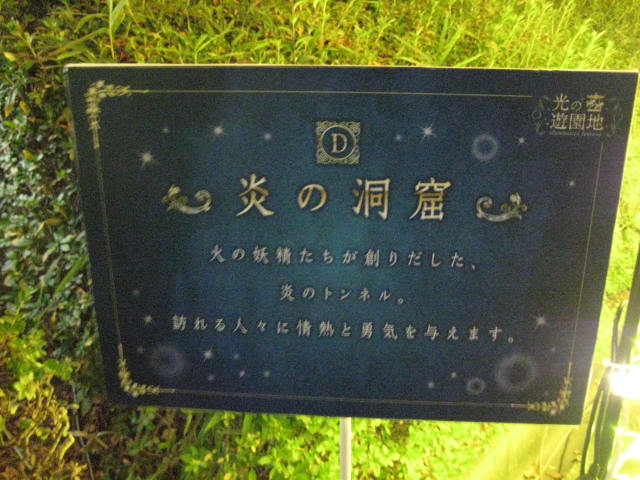 光の
遊園地
D
炎の洞窟
火の妖精たちが創りだした、
炎のトンネル。
訪れる人々に情熱と勇気を与えます。